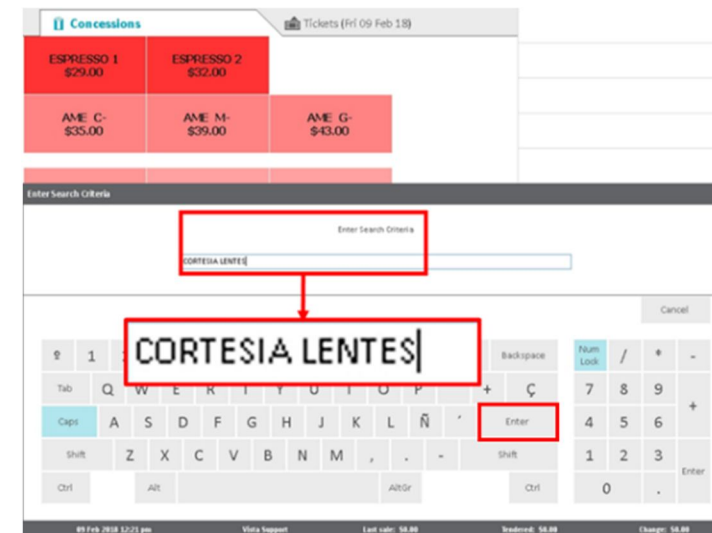 Concessions
Tickets (Fri 09 Feb 18)
ESPRESSO 1
$29.00
ESPRESSO 2
$32.00
AME C-
$35.00
AME M-
$39.00
AME G-
$43.00
Enter Search Criteria
Enter Search Criteria
CORTESIA LENTES
Cancel
CORTESIA LENTES
º 1 Backspace Num Lock / * -
Tab Q W E R T Y U I O P + Ç 7 8 9 +
Caps A S D F G H J K L Ñ ´ Enter 4 5 6
Shift Z X C V B N M , . - Shift 1 2 3 Enter
Ctrl Alt AltGr Ctrl 0 .
09 Feb 2018 12:21 pm Vista Support Last sale: $0.00 Tendered: $0.00 Change: $0.00